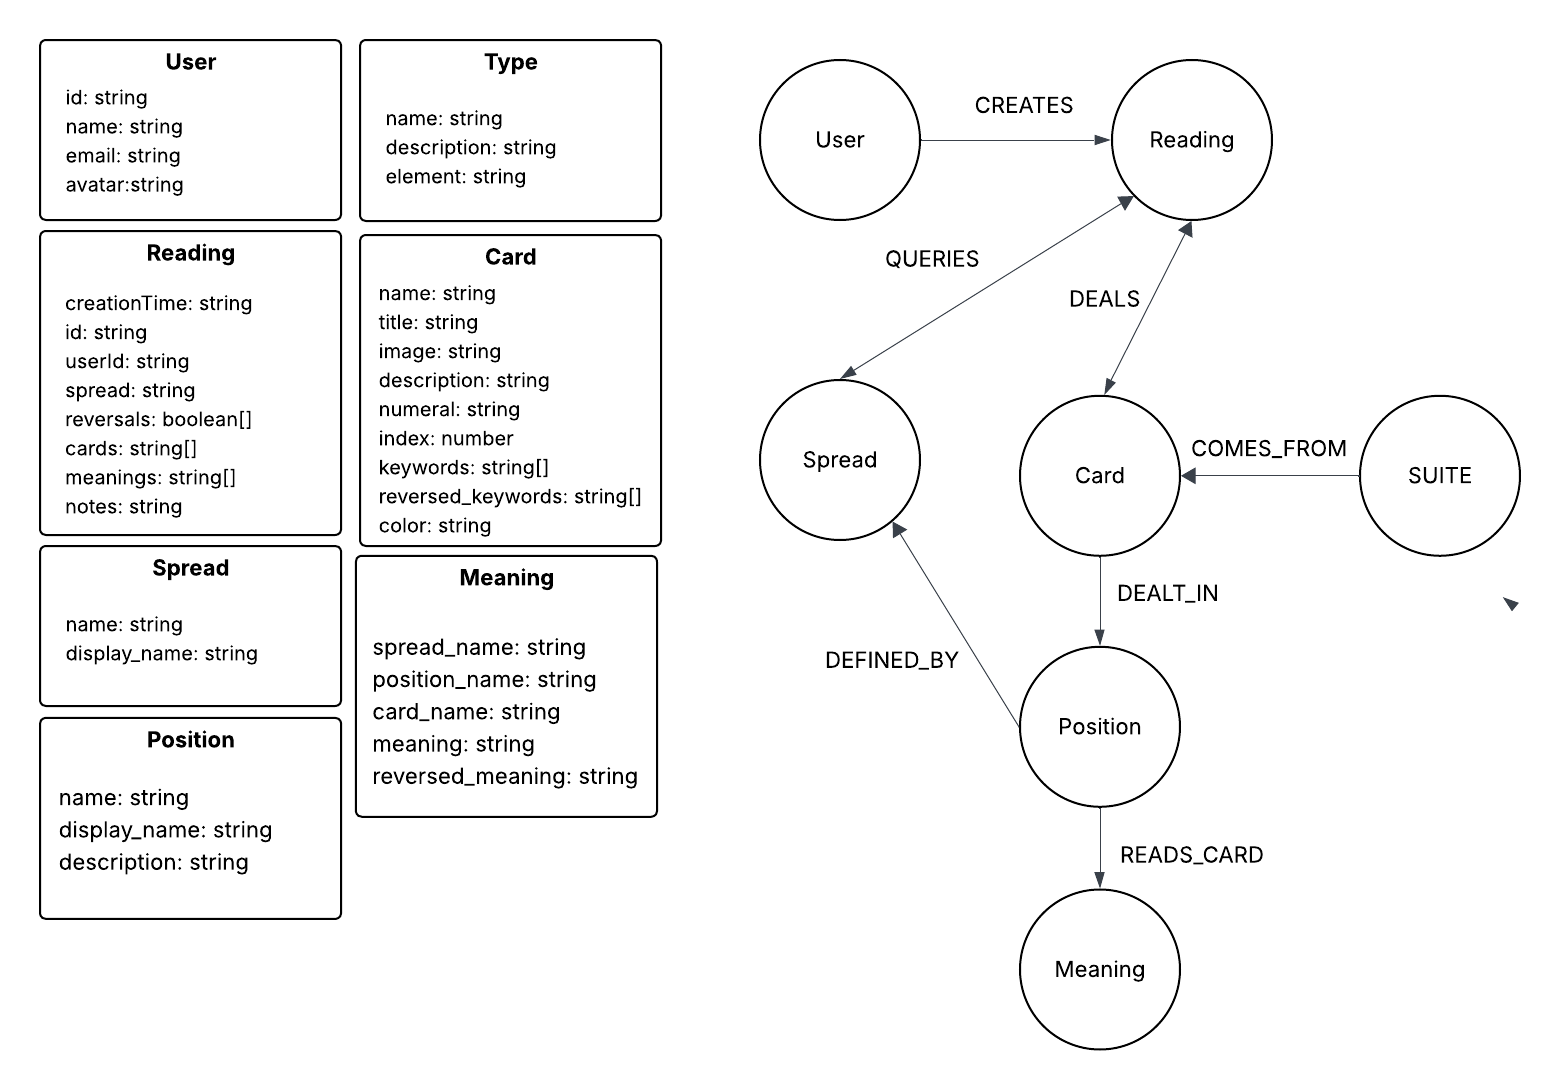 User
id: string
name: string
email: string
avatar:string
Type
name: string
description: string
element: string
Reading
creationTime: string
id: string
userId: string
spread: string
reversals: boolean[]
cards: string[]
meanings: string[]
notes: string
Card
name: string
title: string
image: string
description: string
numeral: string
index: number
keywords: string[]
reversed_keywords: string[]
color: string
Spread
name: string
display_name: string
Meaning
spread_name: string
position_name: string
card_name: string
meaning: string
reversed_meaning: string
Position
name: string
display_name: string
description: string
User
CREATES
Reading
QUERIES
DEALS
Spread
Card
COMES_FROM
SUITE
DEALT_IN
DEFINED_BY
Position
READS_CARD
Meaning